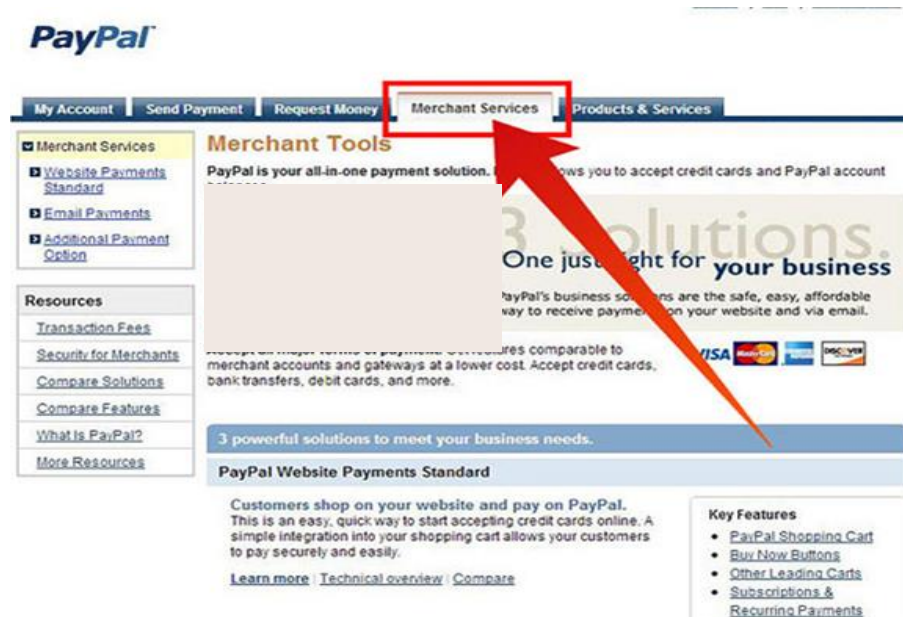 PayPal
My Account
Send Payment
Request Money
Merchant Services
Products & Services
Merchant Services
Website Payments
Standard
Email Payments
Additional Payment
Option
Resources
Transaction Fees
Security for Merchants
Compare Solutions
Compare Features
What Is PayPal?
More Resources
Merchant Tools
PayPal is your all-in-one payment solution. you to accept credit cards and PayPal account
3 Solutions.
One just right for your business
PayPal's business solutions are the safe, easy, affordable
way to receive payments on your website and via email.
comparable to
merchant accounts and gateways at a lower cost. Accept credit cards,
bank transfers, debit cards, and more.
VISA MasterCard DISCOVER
3 powerful solutions to meet your business needs.
PayPal Website Payments Standard
Customers shop on your website and pay on PayPal.
This is an easy, quick way to start accepting credit cards online. A
simple integration into your shopping cart allows your customers
to pay securely and easily.
Learn more | Technical overview | Compare
Key Features
PayPal Shopping Cart
Buy Now Buttons
Other Leading Carts
Subscriptions &
Recurring Payments